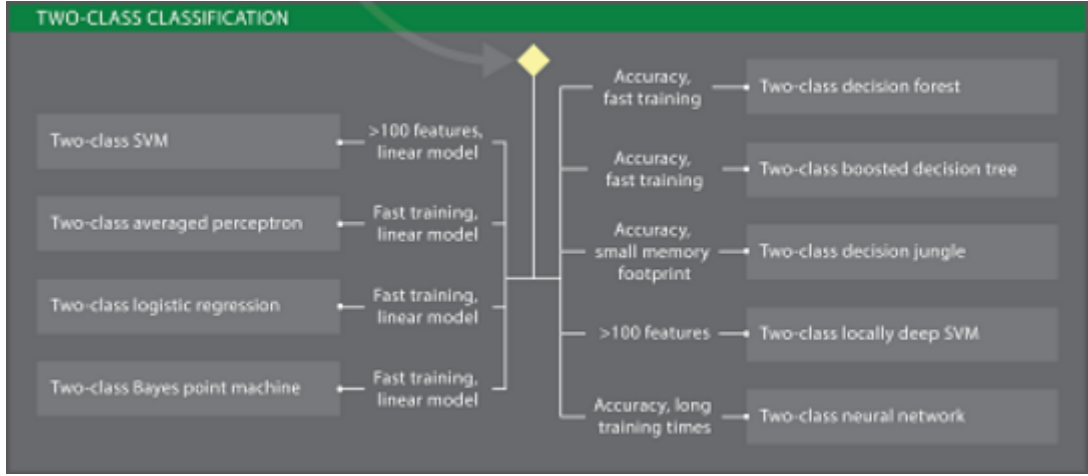 TWO-CLASS CLASSIFICATION
Two-class SVM
>100 features,
linear model
Two-class averaged perceptron
Fast training,
linear model
Two-class logistic regression
Fast training,
linear model
Two-class Bayes point machine
Fast training,
linear model
Accuracy,
fast training
Two-class decision forest
Accuracy,
fast training
Two-class boosted decision tree
Accuracy,
small memory
footprint
Two-class decision jungle
>100 features
Two-class locally deep SVM
Accuracy, long
training times
Two-class neural network